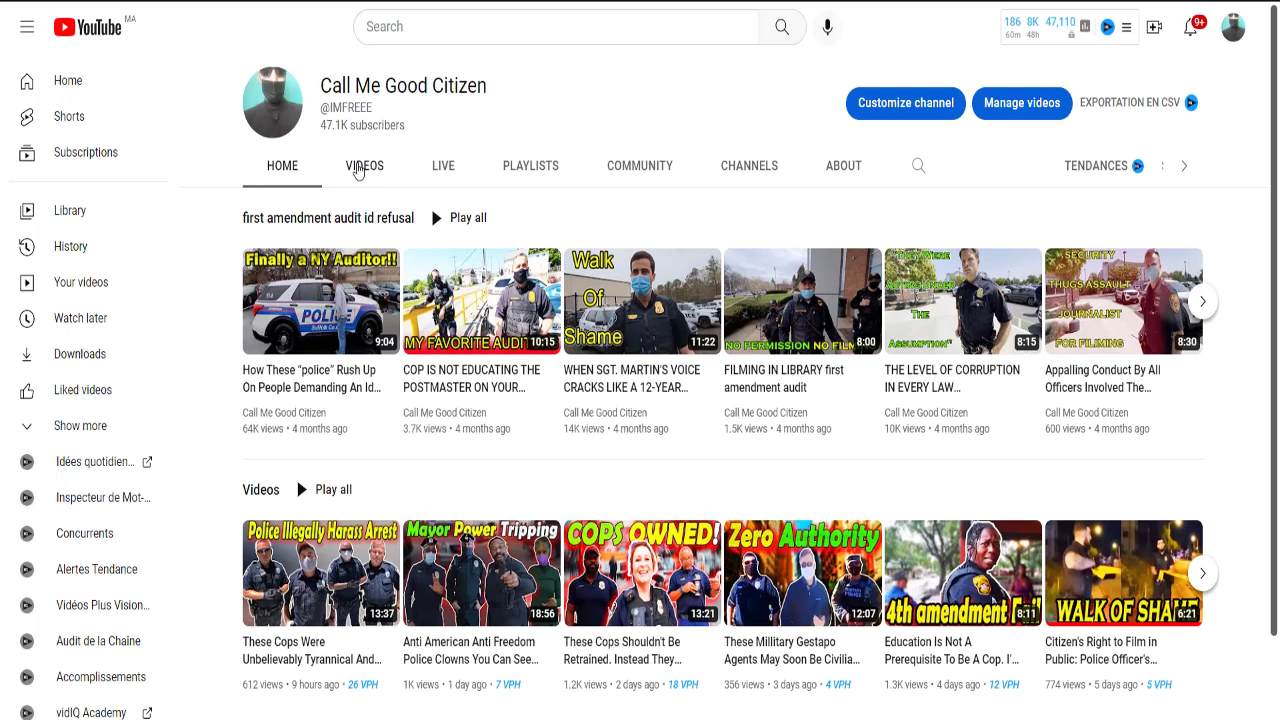 YouTube MA
Search
186 8K 47,110
60m 48h
9+
Home
Shorts
Subscriptions
Library
History
Your videos
Watch later
Downloads
Liked videos
Show more
Idées quotidien...
Inspecteur de Mot-...
Concurrents
Alertes Tendance
Vidéos Plus Vision...
Audit de la Chaîne
Accomplissements
vidIQ Academy
Call Me Good Citizen
@IMFREEE
47.1K subscribers
Customize channel
Manage videos
EXPORTATION EN CSV
HOME VIDEOS LIVE PLAYLISTS COMMUNITY CHANNELS ABOUT TENDANCES
first amendment audit id refusal Play all
Finally a NY Auditor!!
POLICE
9:04
How These “police” Rush Up
On People Demanding An Id...
Call Me Good Citizen
64K views • 4 months ago
MY FAVORITE AUDIT
10:15
COP IS NOT EDUCATING THE
POSTMASTER ON YOUR...
Call Me Good Citizen
3.7K views • 4 months ago
Walk
Of
Shame
11:22
WHEN SGT. MARTIN'S VOICE
CRACKS LIKE A 12-YEAR...
Call Me Good Citizen
14K views • 4 months ago
NO PERMISSION NO FILM
8:00
FILMING IN LIBRARY first
amendment audit
Call Me Good Citizen
1.5K views • 4 months ago
THEY WERE
ACTING UNDER
THE
ASSUMPTION"
8:15
THE LEVEL OF CORRUPTION
IN EVERY LAW...
Call Me Good Citizen
10K views • 4 months ago
SECURITY
THUGS ASSAULT
JOURNALIST
FOR FILIMING
8:30
Appalling Conduct By All
Officers Involved The...
Call Me Good Citizen
600 views • 4 months ago
Videos Play all
Police Illegally Harass Arrest
13:37
These Cops Were
Unbelievably Tyrannical And...
612 views • 9 hours ago • 26 VPH
Mayor Power Tripping
18:56
Anti American Anti Freedom
Police Clowns You Can See...
1K views • 1 day ago • 7 VPH
COPS OWNED!
13:21
These Cops Shouldn't Be
Retrained. Instead They...
1.2K views • 2 days ago • 18 VPH
Zero Authority
12:07
These Millitary Gestapo
Agents May Soon Be Civilia...
356 views • 3 days ago • 4 VPH
4th amendment Fail
8:11
Education Is Not A
Prerequisite To Be A Cop. I'...
1.3K views • 4 days ago • 12 VPH
WALK OF SHAME
6:21
Citizen's Right to Film in
Public: Police Officer's...
774 views • 5 days ago • 5 VPH